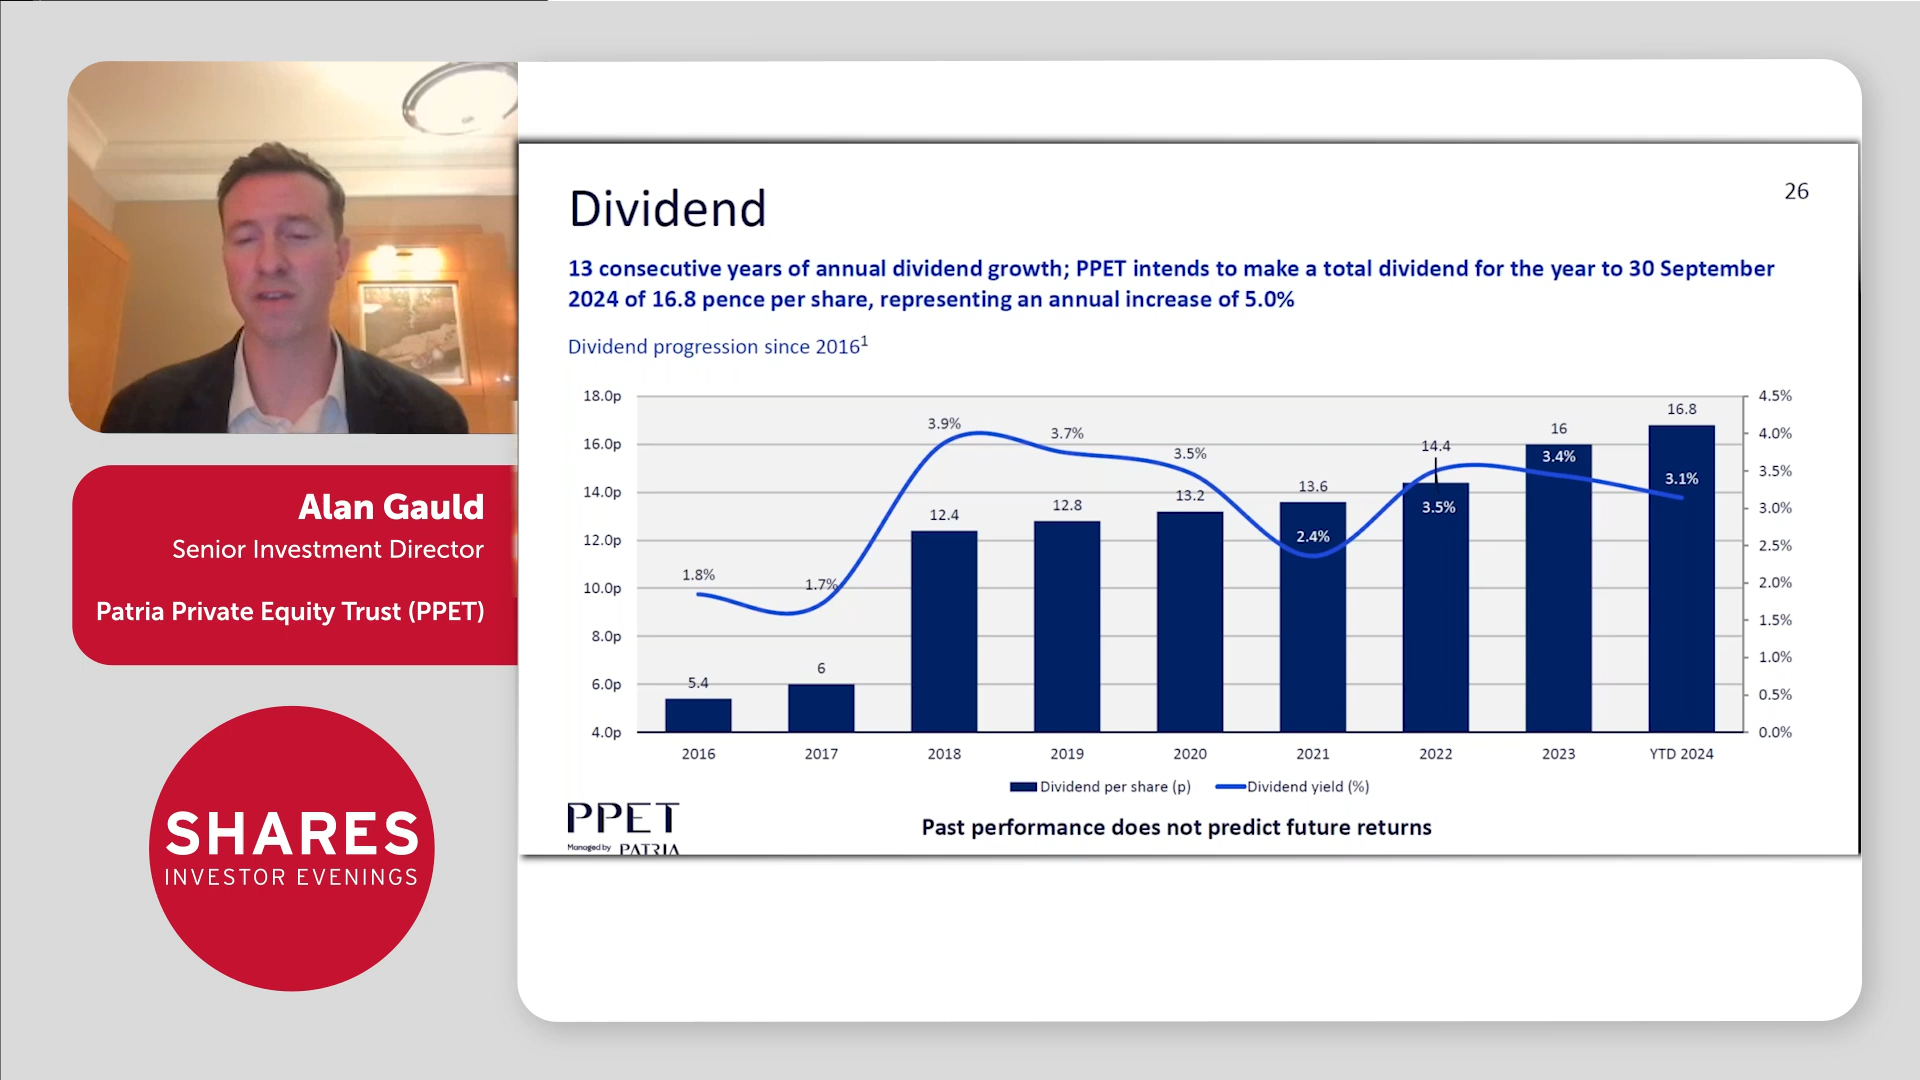 Alan Gauld
Senior Investment Director
Patria Private Equity Trust (PPET)
SHARES
INVESTOR EVENINGS
26
Dividend
13 consecutive years of annual dividend growth; PPET intends to make a total dividend for the year to 30 September
2024 of 16.8 pence per share, representing an annual increase of 5.0%
Dividend progression since 2016¹
18.0p
16.0p
14.0p
12.0p
10.0p
8.0p
6.0p
4.0p
4.5%
4.0%
3.5%
3.0%
2.5%
2.0%
1.5%
1.0%
0.5%
0.0%
1.8%
1.7%
3.9%
3.7%
3.5%
2.4%
3.5%
3.4%
3.1%
5.4
6
12.4
12.8
13.2
13.6
14.4
16
16.8
2016 2017 2018 2019 2020 2021 2022 2023 YTD 2024
Dividend per share (p) Dividend yield (%)
PPET
Managed by PATRIA
Past performance does not predict future returns